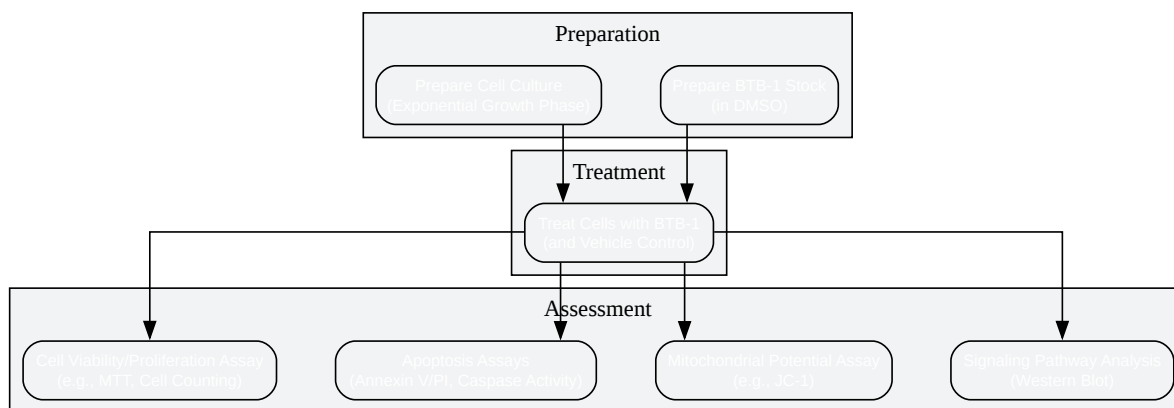 Preparation
Prepare Cell Culture
(Exponential Growth Phase)
Prepare BTB-1 Stock
(in DMSO)
Treatment
Treat Cells with BTB-1
(and Vehicle Control)
Assessment
Cell Viability/Proliferation Assay
(e.g., MTT, Cell Counting)
Apoptosis Assays
(Annexin V/PI, Caspase Activity)
Mitochondrial Potential Assay
(e.g., JC-1)
Signaling Pathway Analysis
(Western Blot)